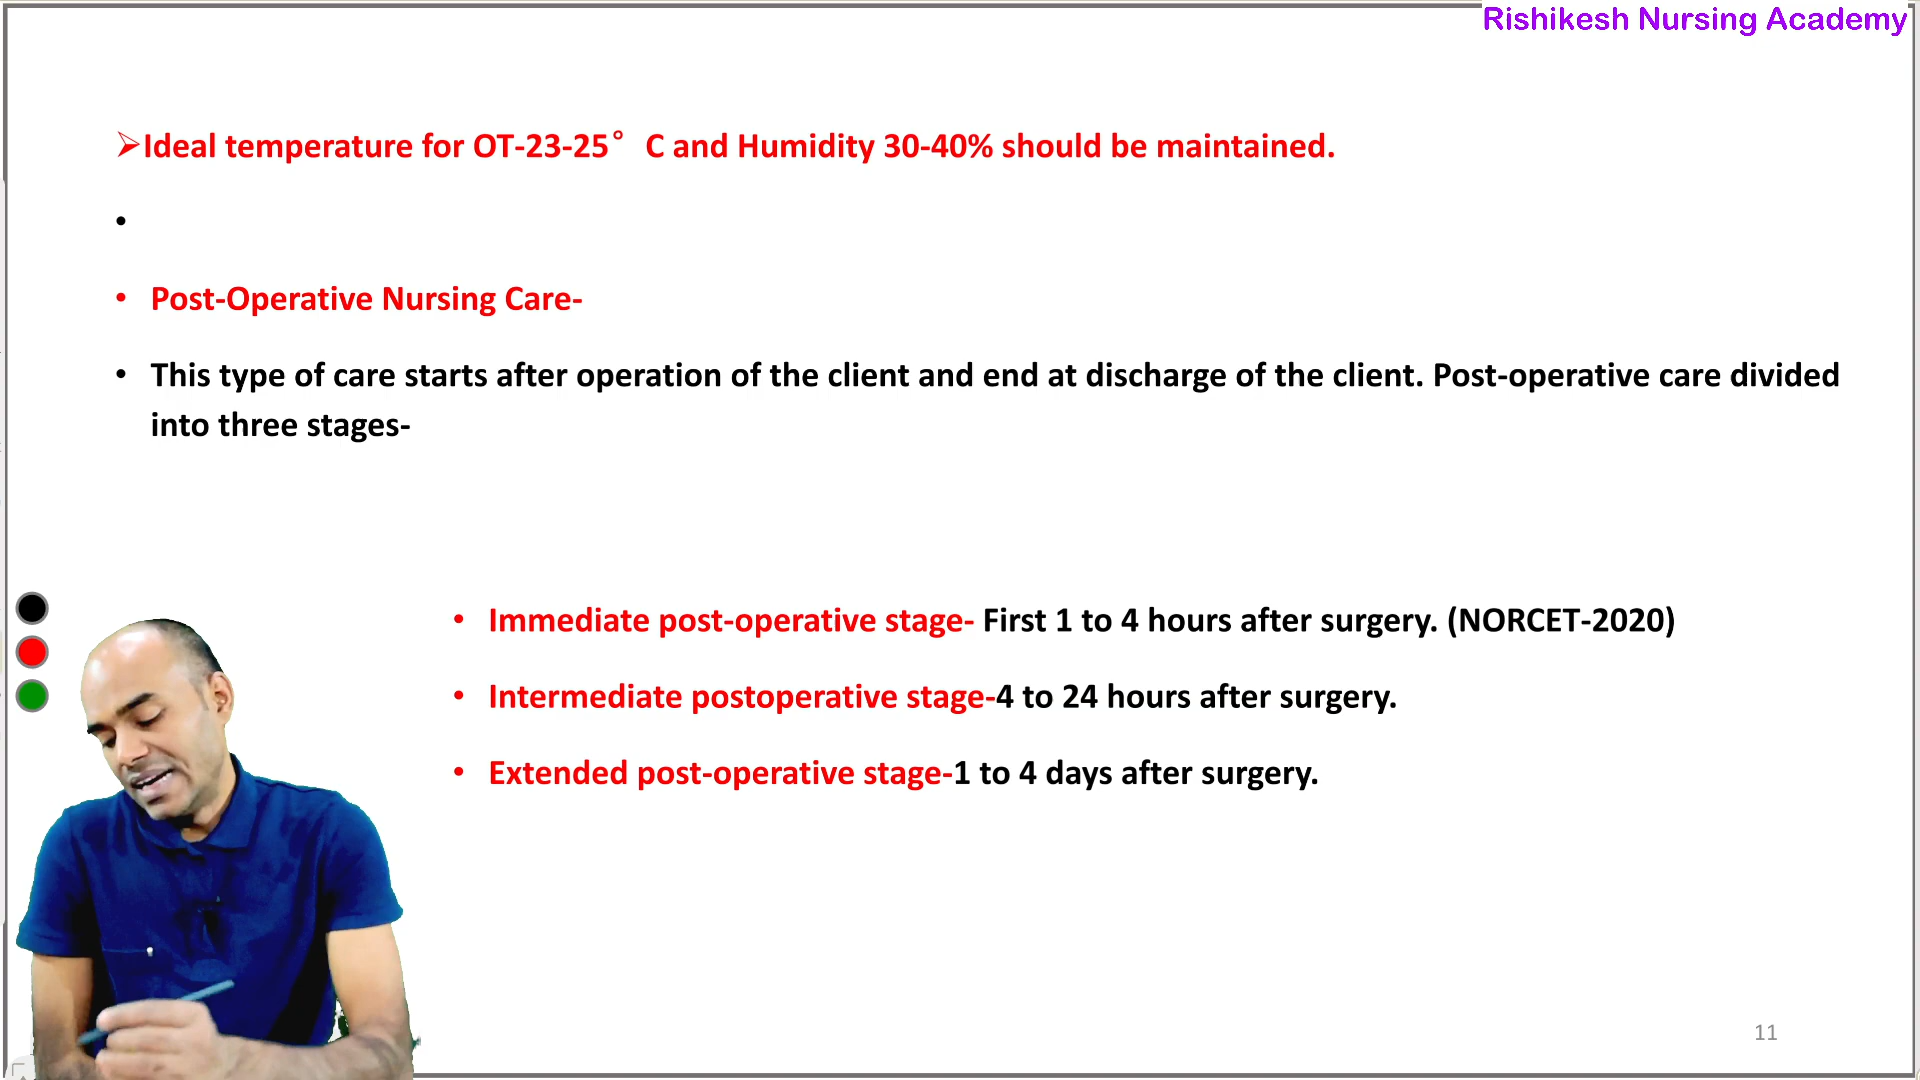 Rishikesh Nursing Academy
➢Ideal temperature for OT-23-25° C and Humidity 30-40% should be maintained.
•
• Post-Operative Nursing Care-
• This type of care starts after operation of the client and end at discharge of the client. Post-operative care divided
into three stages-
• Immediate post-operative stage- First 1 to 4 hours after surgery. (NORCET-2020)
• Intermediate postoperative stage-4 to 24 hours after surgery.
• Extended post-operative stage-1 to 4 days after surgery.
11